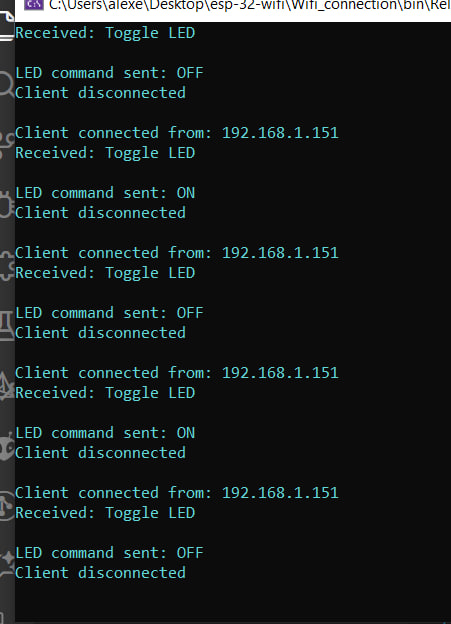 C:\Users\alexe\Desktop\esp-32-wifi\Wifi_connection\bin\Rel
Received: Toggle LED
LED command sent: OFF
Client disconnected
Client connected from: 192.168.1.151
Received: Toggle LED
LED command sent: ON
Client disconnected
Client connected from: 192.168.1.151
Received: Toggle LED
LED command sent: OFF
Client disconnected
Client connected from: 192.168.1.151
Received: Toggle LED
LED command sent: ON
Client disconnected
Client connected from: 192.168.1.151
Received: Toggle LED
LED command sent: OFF
Client disconnected